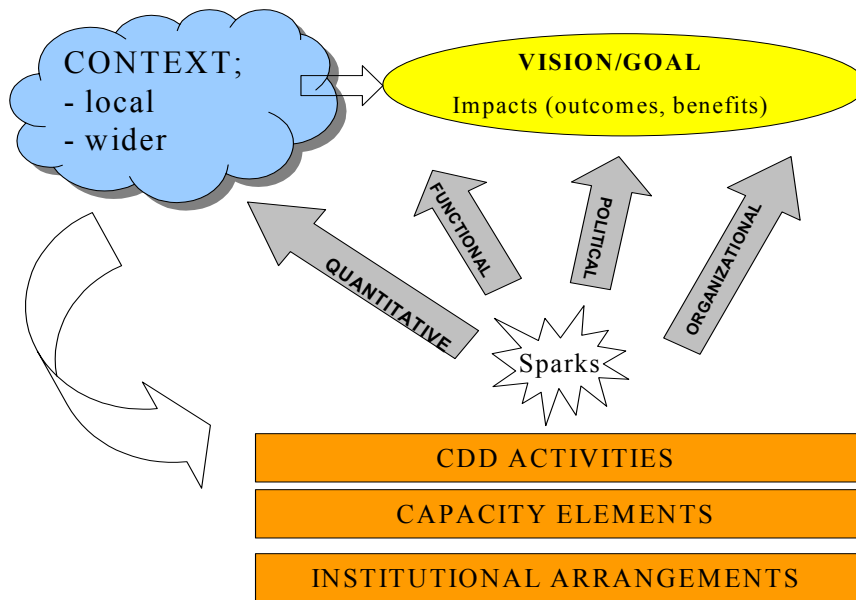 CONTEXT;
- local
- wider
VISION/GOAL
Impacts (outcomes, benefits)
QUANTITATIVE
FUNCTIONAL
POLITICAL
ORGANIZATIONAL
Sparks
CDD ACTIVITIES
CAPACITY ELEMENTS
INSTITUTIONAL ARRANGEMENTS